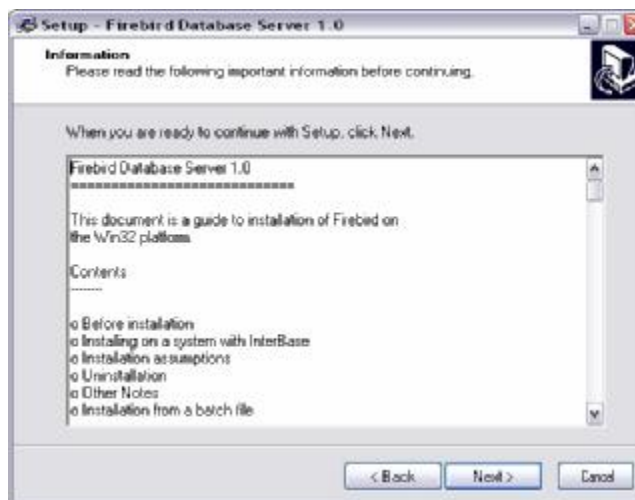 Setup - Firebird Database Server 1.0
Information
Please read the following important information before continuing.
When you are ready to continue with Setup, click Next.
Firebird Database Server 1.0
============================
This document is a guide to installation of Firebird on
the Win32 platform.
Contents
--------
o Before installation
o Installing on a system with InterBase
o Installation assumptions
o Uninstallation
o Other Notes
o Installation from a batch file
< Back
Next >
Cancel